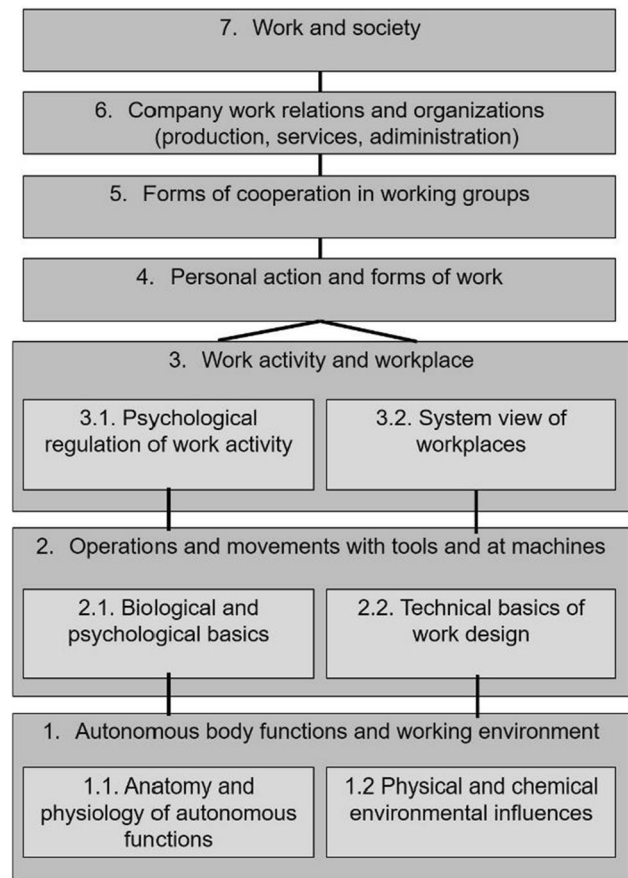 7. Work and society
6. Company work relations and organizations
(production, services, adiministration)
5. Forms of cooperation in working groups
4. Personal action and forms of work
3. Work activity and workplace
3.1. Psychological
regulation of work activity
3.2. System view of
workplaces
2. Operations and movements with tools and at machines
2.1. Biological and
psychological basics
2.2. Technical basics of
work design
1. Autonomous body functions and working environment
1.1. Anatomy and
physiology of autonomous
functions
1.2 Physical and chemical
environmental influences